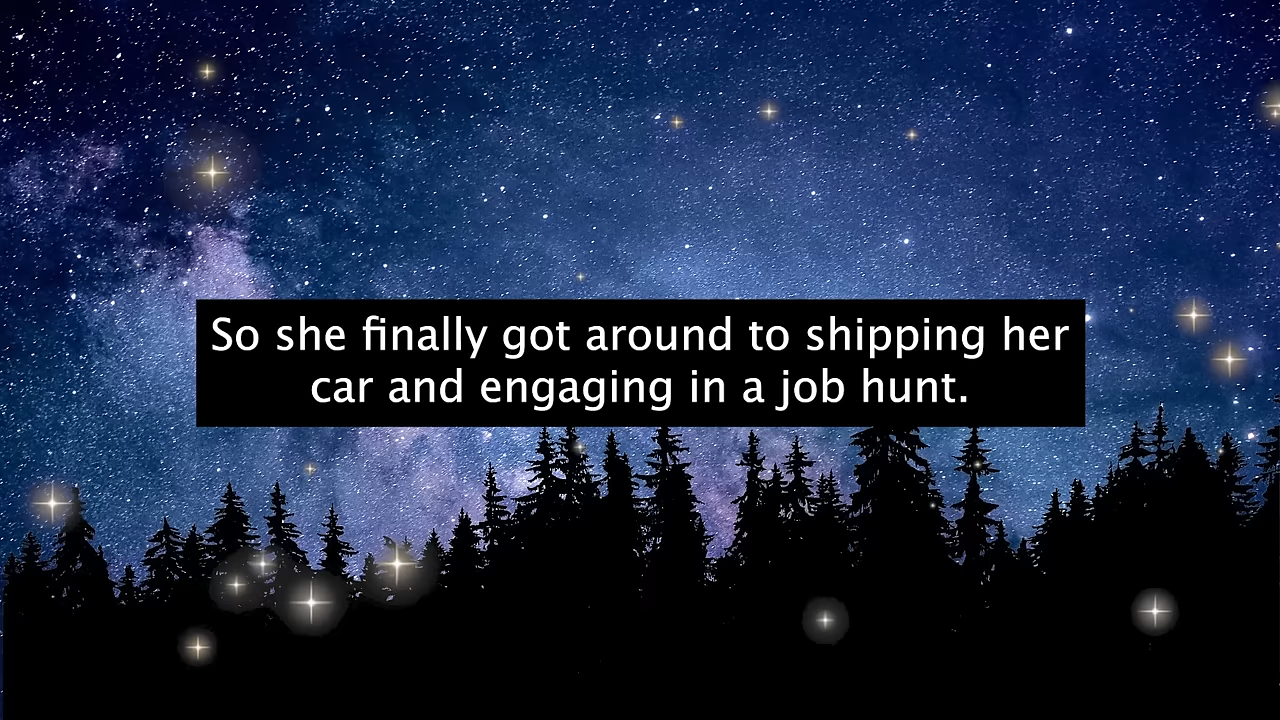 So she finally got around to shipping her
car and engaging in a job hunt.